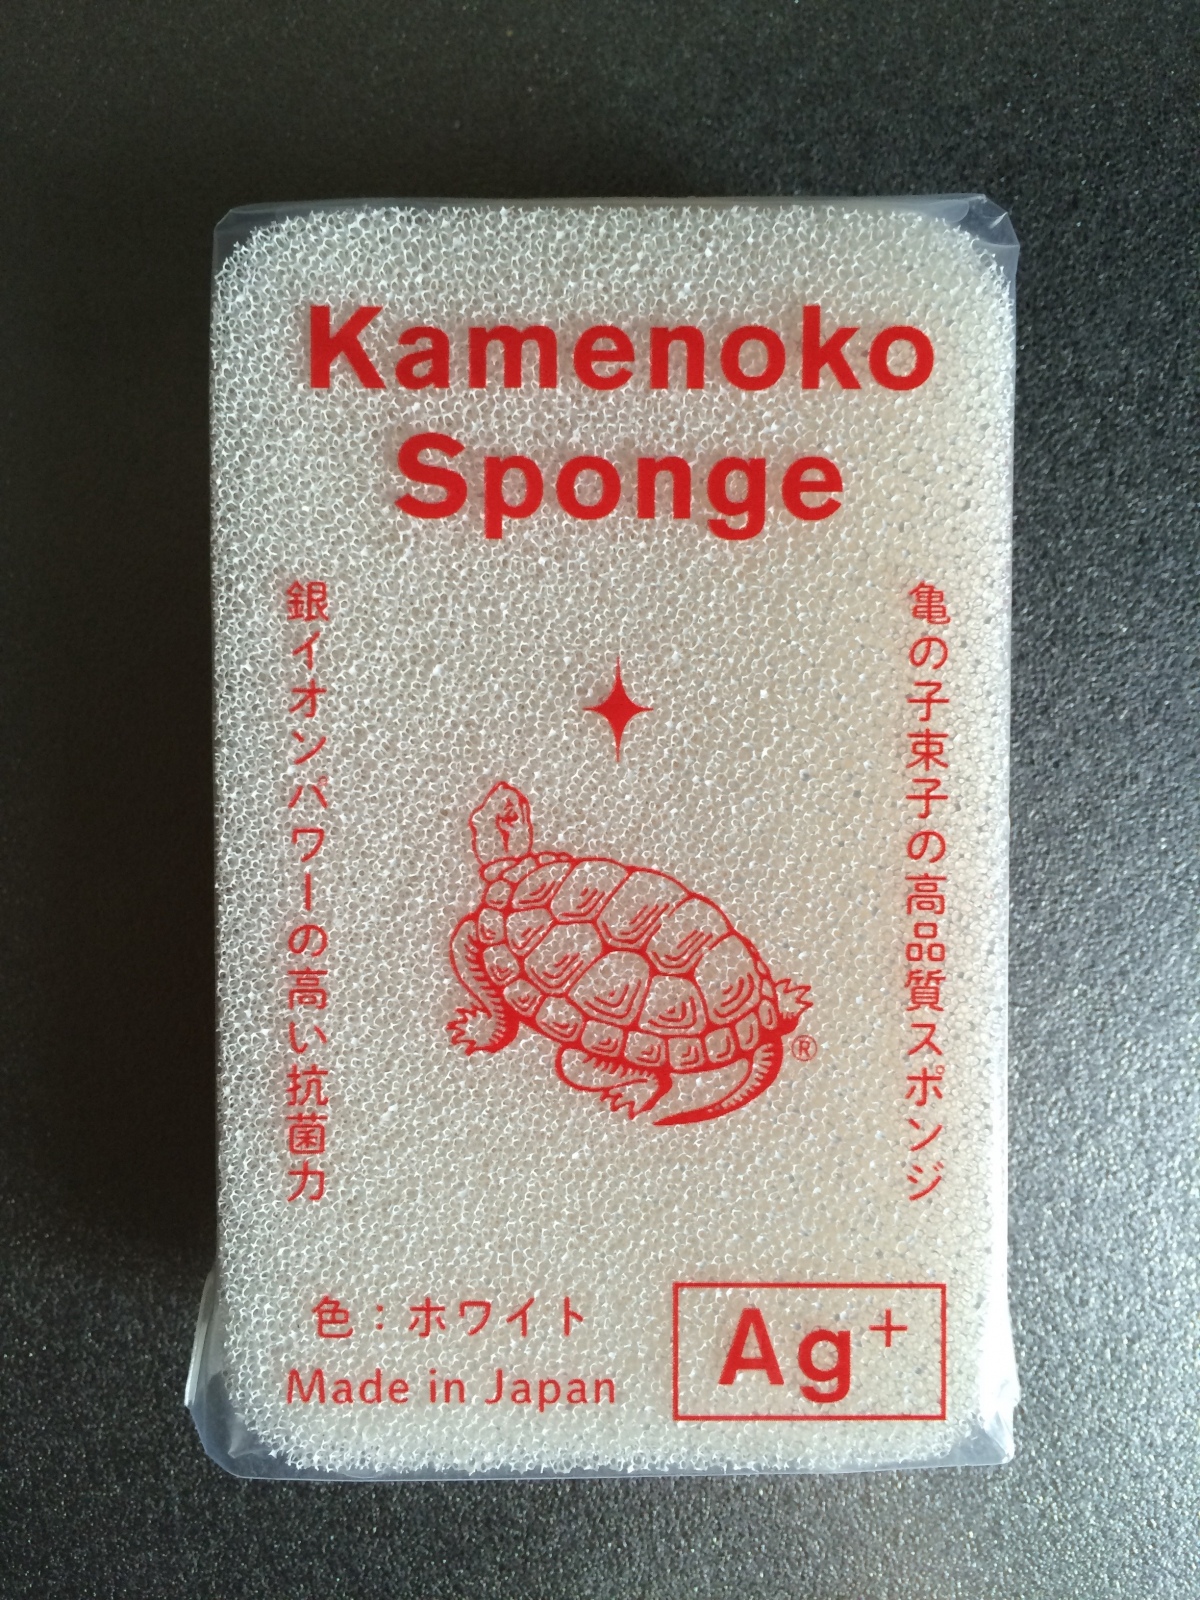 Kamenoko
Sponge
亀の子束子の高品質スポンジ
銀イオンパワーの高い抗菌力
®
色：ホワイト
Made in Japan
Ag+